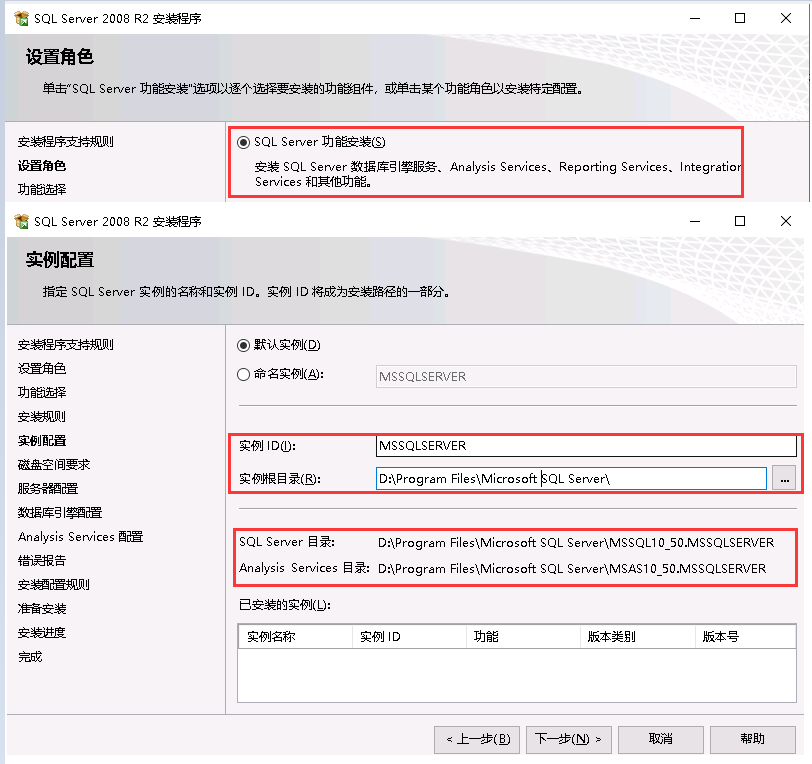 SQL Server 2008 R2 安装程序
设置角色
单击"SQL Server 功能安装"选项以逐个选择要安装的功能组件，或单击某个功能角色以安装特定配置。
安装程序支持规则
设置角色
功能选择
SQL Server 功能安装(S)
安装 SQL Server 数据库引擎服务、Analysis Services、Reporting Services、Integration
Services 和其他功能。
SQL Server 2008 R2 安装程序
实例配置
指定 SQL Server 实例的名称和实例 ID。实例 ID 将成为安装路径的一部分。
安装程序支持规则
设置角色
功能选择
安装规则
实例配置
磁盘空间要求
服务器配置
数据库引擎配置
Analysis Services 配置
错误报告
安装配置规则
准备安装
安装进度
完成
默认实例(D)
命名实例(A): MSSQLSERVER
实例 ID(I): MSSQLSERVER
实例根目录(R): D:\Program Files\Microsoft SQL Server\ ...
SQL Server 目录: D:\Program Files\Microsoft SQL Server\MSSQL10_50.MSSQLSERVER
Analysis Services 目录: D:\Program Files\Microsoft SQL Server\MSAS10_50.MSSQLSERVER
已安装的实例(L):
实例名称 实例 ID 功能 版本类别 版本号
< 上一步(B) 下一步(N) > 取消 帮助